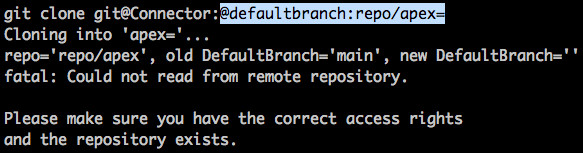 git clone git@Connector:@defaultbranch:repo/apex=
Cloning into 'apex='...
repo='repo/apex', old DefaultBranch='main', new DefaultBranch=''
fatal: Could not read from remote repository.
Please make sure you have the correct access rights
and the repository exists.